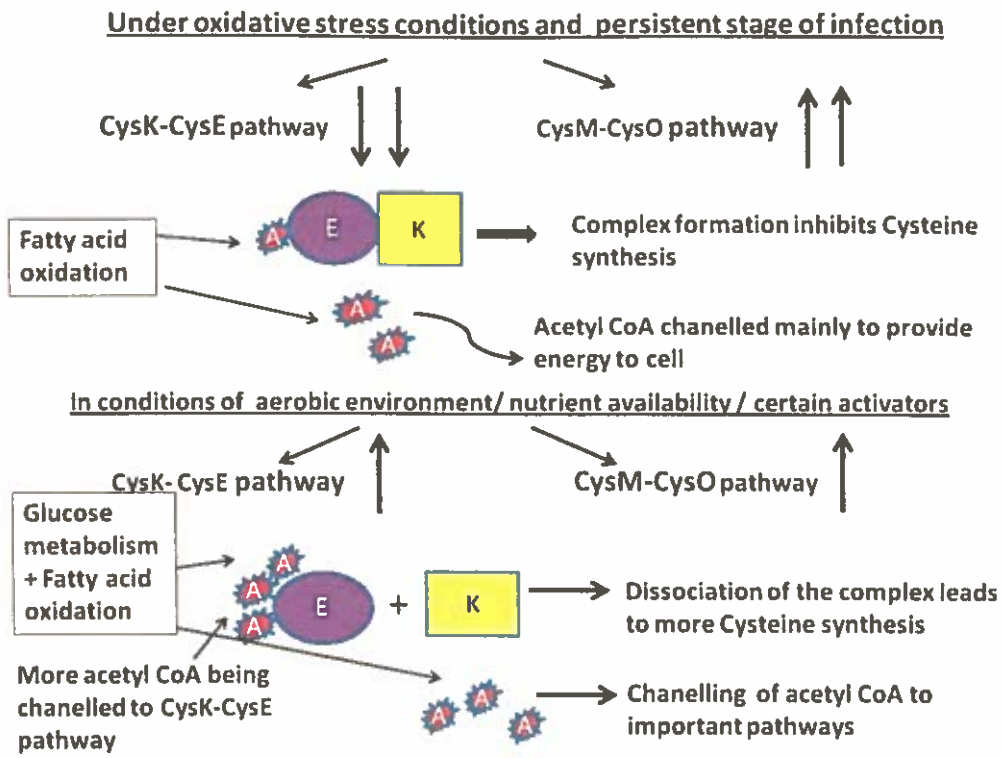 Under oxidative stress conditions and persistent stage of infection
CysK-CysE pathway
CysM-CysO pathway
Fatty acid
oxidation
A
E
K
Complex formation inhibits Cysteine
synthesis
A
A
Acetyl CoA chanelled mainly to provide
energy to cell
In conditions of aerobic environment/ nutrient availability / certain activators
CysK- CysE pathway
CysM-CysO pathway
Glucose
metabolism
+ Fatty acid
oxidation
A
A
A
E
+
K
Dissociation of the complex leads
to more Cysteine synthesis
More acetyl CoA being
chanelled to CysK-CysE
pathway
A
A
A
Chanelling of acetyl CoA to
important pathways